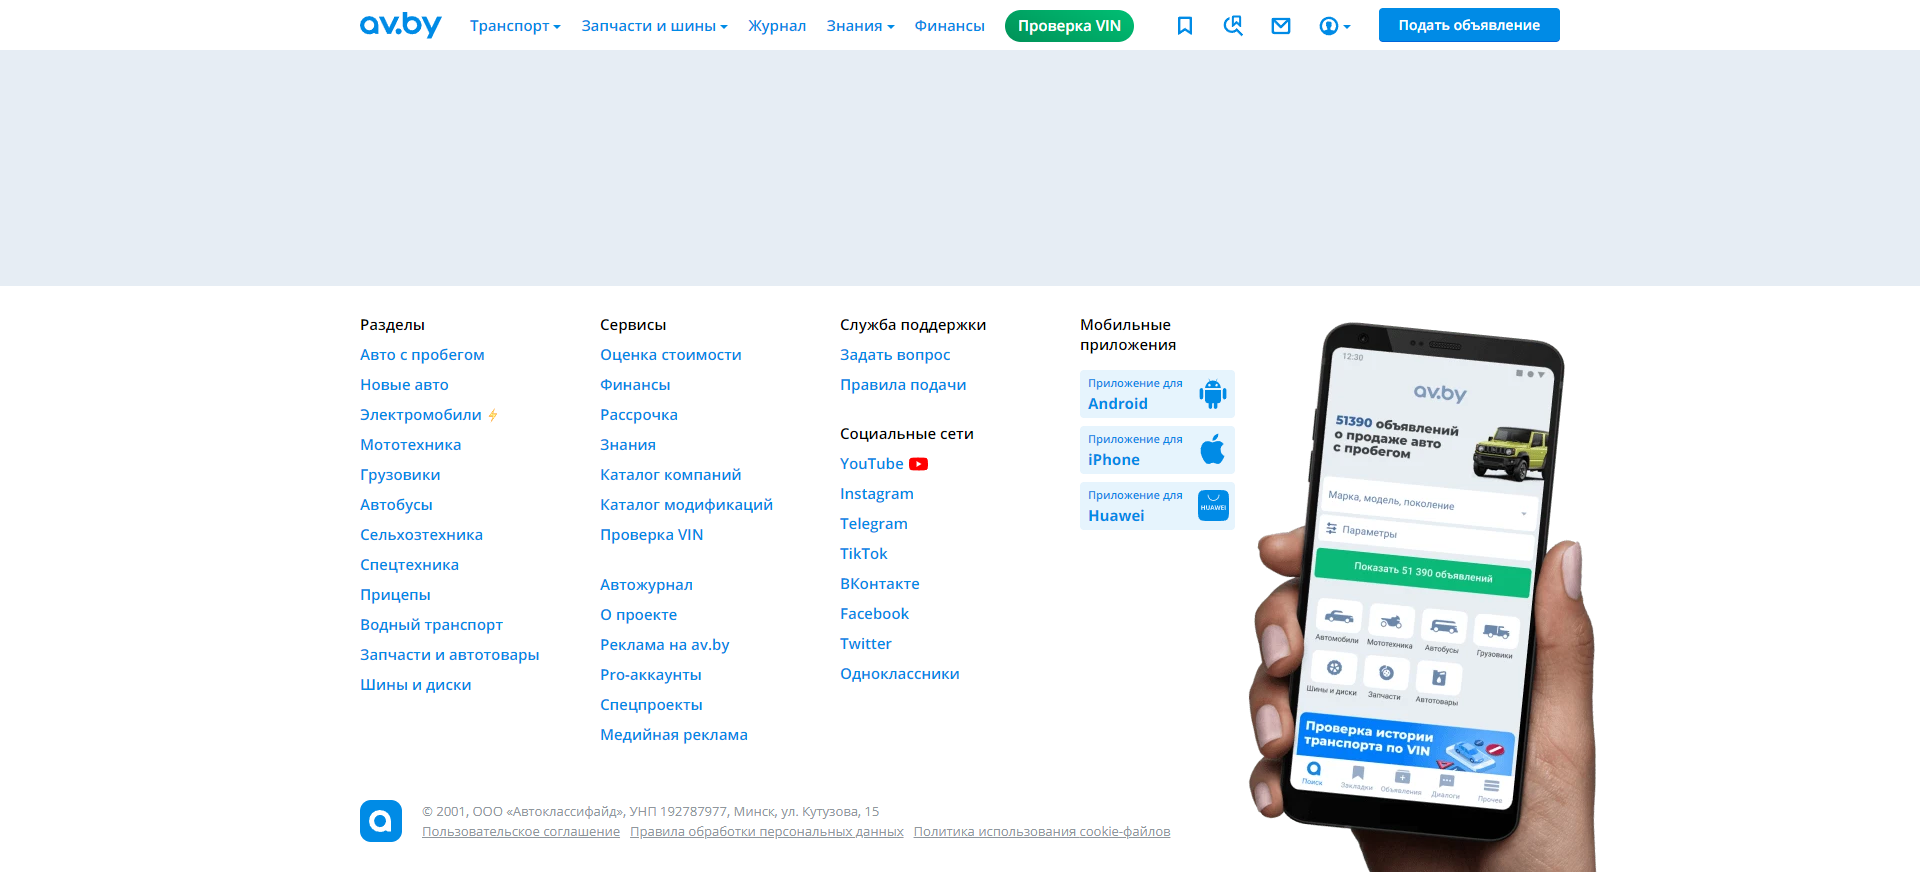 av.by Транспорт Запчасти и шины Журнал Знания Финансы Проверка VIN Подать объявление
Разделы
Авто с пробегом
Новые авто
Электромобили
Мототехника
Грузовики
Автобусы
Сельхозтехника
Спецтехника
Прицепы
Водный транспорт
Запчасти и автотовары
Шины и диски
Сервисы
Оценка стоимости
Финансы
Рассрочка
Знания
Каталог компаний
Каталог модификаций
Проверка VIN
Автожурнал
О проекте
Реклама на av.by
Pro-аккаунты
Спецпроекты
Медийная реклама
Служба поддержки
Задать вопрос
Правила подачи
Социальные сети
YouTube
Instagram
Telegram
TikTok
ВКонтакте
Facebook
Twitter
Одноклассники
Мобильные
приложения
Приложение для
Android
Приложение для
iPhone
Приложение для
Huawei
HUAWEI
12:30
av.by
51390 объявлений
о продаже авто
с пробегом
Марка, модель, поколение
Параметры
Показать 51 390 объявлений
Автомобили Мототехника Автобусы Грузовики
Шины и диски Запчасти Автотовары
Проверка истории
транспорта по VIN
Поиск Закладки Объявления Диалоги Прочее
© 2001, ООО «Автоклассифайд», УНП 192787977, Минск, ул. Кутузова, 15
Пользовательское соглашение Правила обработки персональных данных Политика использования cookie-файлов